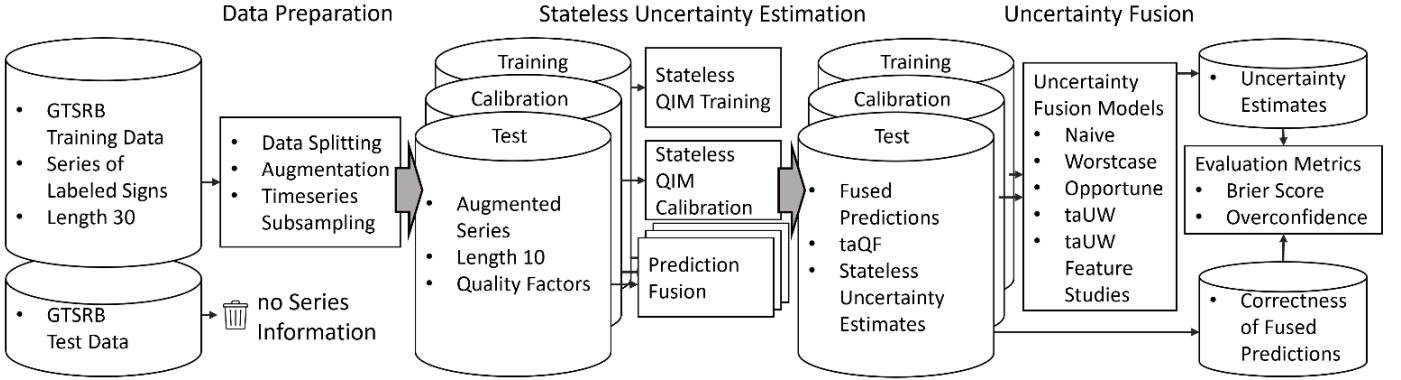 Data Preparation
Stateless Uncertainty Estimation
Uncertainty Fusion
• GTSRB
Training Data
• Series of
Labeled Signs
• Length 30
• GTSRB
Test Data
• Data Splitting
• Augmentation
• Timeseries
Subsampling
no Series
Information
Training
Calibration
Test
• Augmented
Series
• Length 10
• Quality Factors
Stateless
QIM Training
Stateless
QIM
Calibration
Prediction
Fusion
Training
Calibration
Test
• Fused
Predictions
• taQF
• Stateless
Uncertainty
Estimates
Uncertainty
Fusion Models
• Naive
• Worstcase
• Opportune
• taUW
• taUW
Feature
Studies
• Uncertainty
Estimates
Evaluation Metrics
• Brier Score
• Overconfidence
• Correctness
of Fused
Predictions